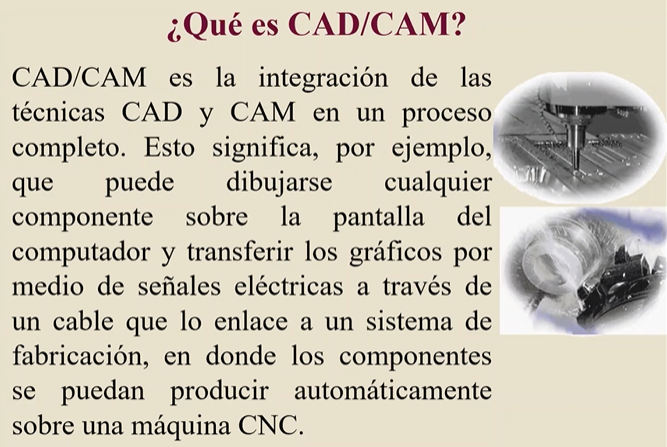 ¿Qué es CAD/CAM?
CAD/CAM es la integración de las
técnicas CAD y CAM en un proceso
completo. Esto significa, por ejemplo,
que puede dibujarse cualquier
componente sobre la pantalla del
computador y transferir los gráficos por
medio de señales eléctricas a través de
un cable que lo enlace a un sistema de
fabricación, en donde los componentes
se puedan producir automáticamente
sobre una máquina CNC.